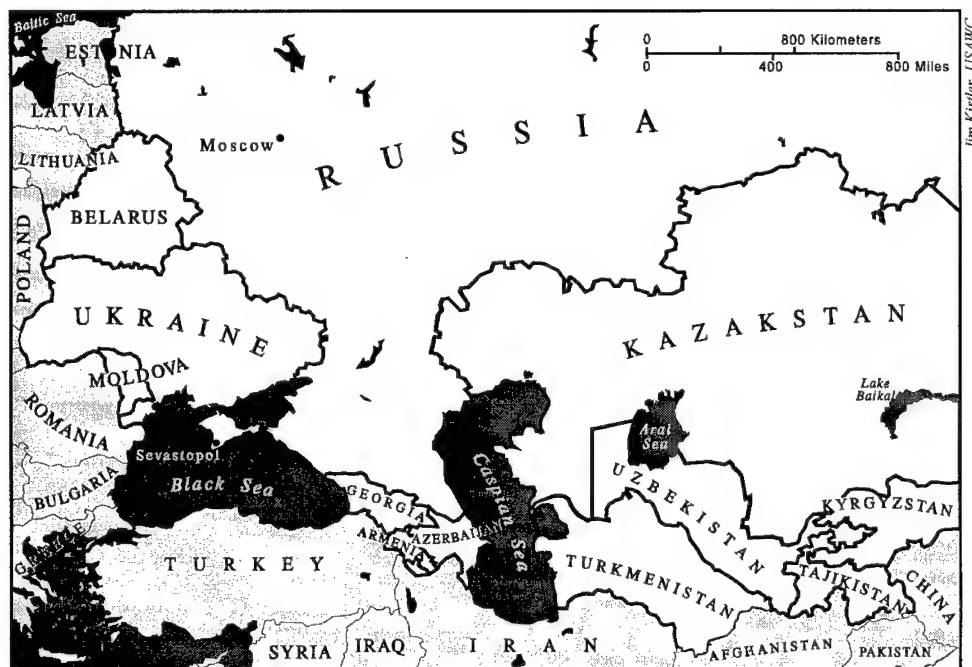 Baltic Sea
ESTONIA
LATVIA
LITHUANIA
BELARUS
POLAND
Moscow
RUSSIA
0 800 Kilometers
0 400 800 Miles
Jim Kistler, USAWC
UKRAINE
MOLDOVA
ROMANIA
BULGARIA
GREECE
Sevastopol
Black Sea
KAZAKSTAN
Lake
Baikal
Aral
Sea
Caspian Sea
UZBEKISTAN
KYRGYZSTAN
GEORGIA
ARMENIA
AZERBAIJAN
TURKEY
TURKMENISTAN
TAJIKISTAN
CHINA
SYRIA
IRAQ
IRAN
AFGHANISTAN
PAKISTAN